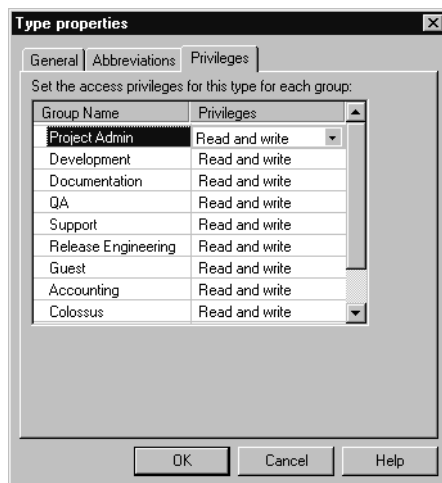 Type properties
General Abbreviations Privileges
Set the access privileges for this type for each group:
Group Name Privileges
Project Admin Read and write
Development Read and write
Documentation Read and write
QA Read and write
Support Read and write
Release Engineering Read and write
Guest Read and write
Accounting Read and write
Colossus Read and write
OK Cancel Help